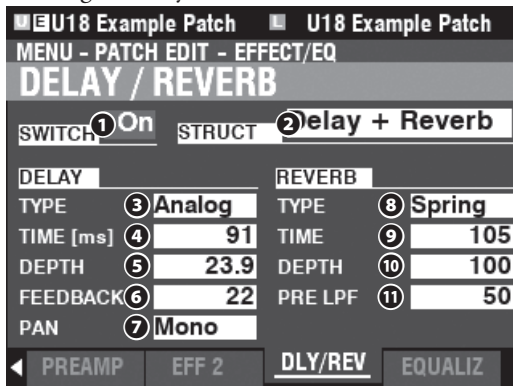 U E U18 Example Patch L U18 Example Patch
MENU – PATCH EDIT – EFFECT/EQ
DELAY / REVERB
SWITCH 1 On STRUCT 2 Delay + Reverb
DELAY REVERB
TYPE 3 Analog TYPE 8 Spring
TIME [ms] 4 91 TIME 9 105
DEPTH 5 23.9 DEPTH 10 100
FEEDBACK 6 22 PRE LPF 11 50
PAN 7 Mono
PREAMP EFF 2 DLY/REV EQUALIZ